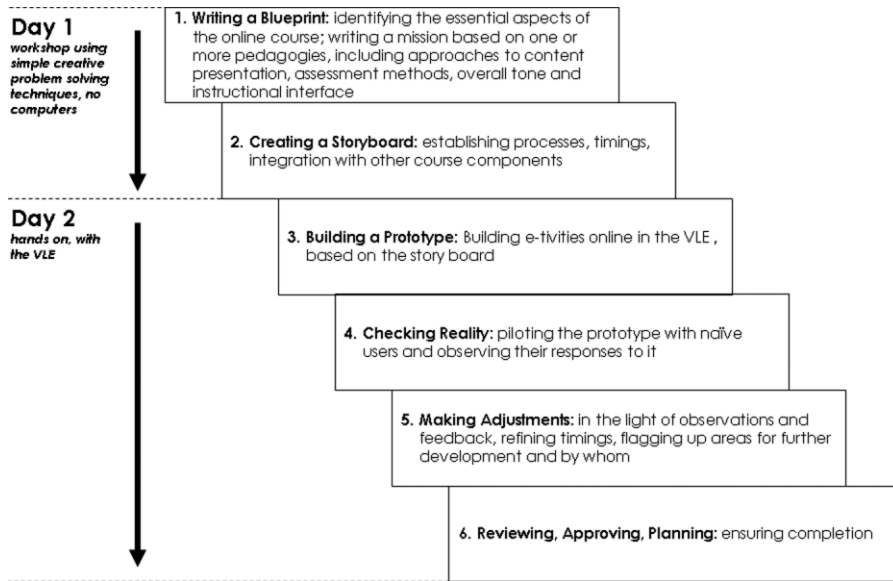 Day 1
workshop using
simple creative
problem solving
techniques, no
computers
1. Writing a Blueprint: identifying the essential aspects of
the online course; writing a mission based on one or
more pedagogies, including approaches to content
presentation, assessment methods, overall tone and
instructional interface
2. Creating a Storyboard: establishing processes, timings,
integration with other course components
Day 2
hands on, with
the VLE
3. Building a Prototype: Building e-tivities online in the VLE ,
based on the story board
4. Checking Reality: piloting the prototype with naïve
users and observing their responses to it
5. Making Adjustments: in the light of observations and
feedback, refining timings, flagging up areas for further
development and by whom
6. Reviewing, Approving, Planning: ensuring completion